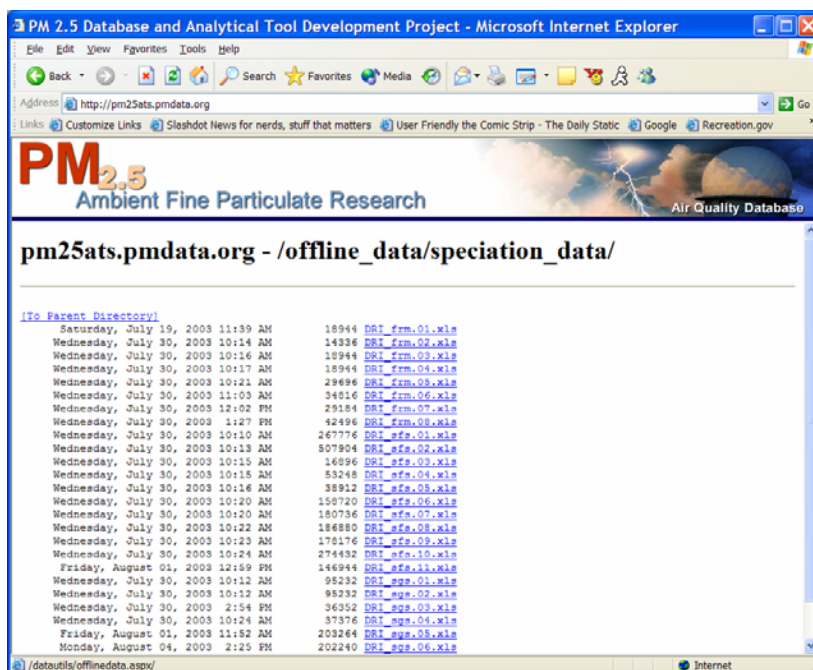 PM 2.5 Database and Analytical Tool Development Project - Microsoft Internet Explorer
File Edit View Favorites Tools Help
Back Search Favorites Media
Address http://pm25ats.pmdata.org Go
Links Customize Links Slashdot News for nerds, stuff that matters User Friendly the Comic Strip - The Daily Static Google Recreation.gov »
PM2.5
Ambient Fine Particulate Research
Air Quality Database
pm25ats.pmdata.org - /offline_data/speciation_data/
[To Parent Directory]
Saturday, July 19, 2003 11:39 AM 18944 DRI_frm.01.xls
Wednesday, July 30, 2003 10:14 AM 14336 DRI_frm.02.xls
Wednesday, July 30, 2003 10:16 AM 18944 DRI_frm.03.xls
Wednesday, July 30, 2003 10:17 AM 18944 DRI_frm.04.xls
Wednesday, July 30, 2003 10:21 AM 29696 DRI_frm.05.xls
Wednesday, July 30, 2003 11:03 AM 34816 DRI_frm.06.xls
Wednesday, July 30, 2003 12:02 PM 29184 DRI_frm.07.xls
Wednesday, July 30, 2003 1:27 PM 42496 DRI_frm.08.xls
Wednesday, July 30, 2003 10:10 AM 267776 DRI_sfs.01.xls
Wednesday, July 30, 2003 10:13 AM 507904 DRI_sfs.02.xls
Wednesday, July 30, 2003 10:15 AM 16896 DRI_sfs.03.xls
Wednesday, July 30, 2003 10:15 AM 53248 DRI_sfs.04.xls
Wednesday, July 30, 2003 10:16 AM 38912 DRI_sfs.05.xls
Wednesday, July 30, 2003 10:20 AM 158720 DRI_sfs.06.xls
Wednesday, July 30, 2003 10:20 AM 180736 DRI_sfs.07.xls
Wednesday, July 30, 2003 10:22 AM 186880 DRI_sfs.08.xls
Wednesday, July 30, 2003 10:23 AM 178176 DRI_sfs.09.xls
Wednesday, July 30, 2003 10:24 AM 274432 DRI_sfs.10.xls
Friday, August 01, 2003 12:59 PM 146944 DRI_sfs.11.xls
Wednesday, July 30, 2003 10:12 AM 95232 DRI_sgs.01.xls
Wednesday, July 30, 2003 10:12 AM 95232 DRI_sgs.02.xls
Wednesday, July 30, 2003 2:54 PM 36352 DRI_sgs.03.xls
Wednesday, July 30, 2003 10:24 AM 37376 DRI_sgs.04.xls
Friday, August 01, 2003 11:52 AM 203264 DRI_sgs.05.xls
Monday, August 04, 2003 2:25 PM 202240 DRI_sgs.06.xls
/datautils/offlinedata.aspx/ Internet